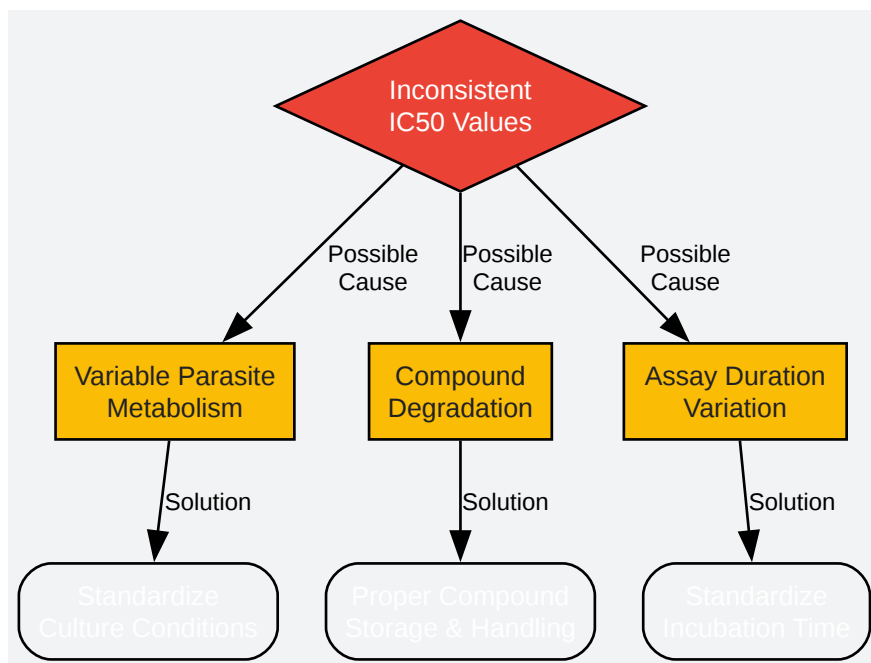 Inconsistent
IC50 Values
Possible
Cause
Possible
Cause
Possible
Cause
Variable Parasite
Metabolism
Compound
Degradation
Assay Duration
Variation
Solution
Solution
Solution
Standardize
Culture Conditions
Proper Compound
Storage & Handling
Standardize
Incubation Time